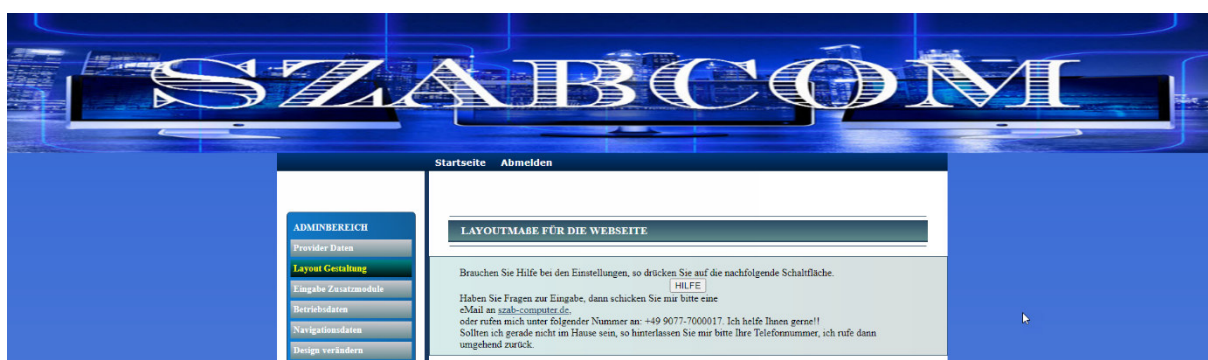 SZABCOM
Startseite Abmelden
ADMINBEREICH
Provider Daten
Layout Gestaltung
Eingabe Zusatzmodule
Betriebsdaten
Navigationsdaten
Design verändern
LAYOUTMAßE FÜR DIE WEBSEITE
Brauchen Sie Hilfe bei den Einstellungen, so drücken Sie auf die nachfolgende Schaltfläche.
HILFE
Haben Sie Fragen zur Eingabe, dann schicken Sie mir bitte eine
eMail an szab-computer.de,
oder rufen mich unter folgender Nummer an: +49 9077-7000017. Ich helfe Ihnen gerne!!
Sollten ich gerade nicht im Hause sein, so hinterlassen Sie mir bitte Ihre Telefonnummer, ich rufe dann
umgehend zurück.